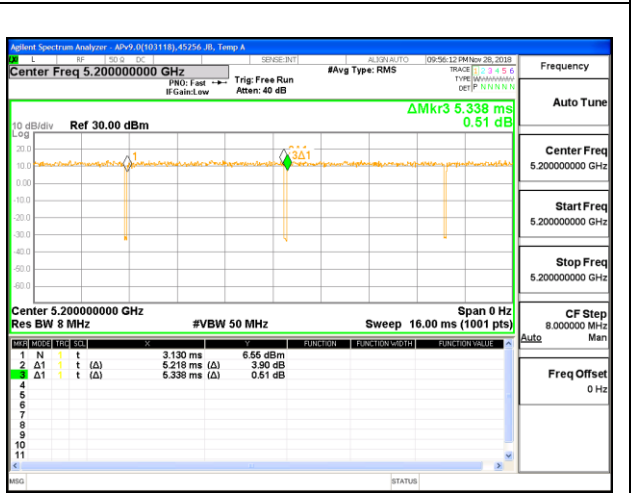 Agilent Spectrum Analyzer - APv9.0(103118),45256 JB, Temp A
L RF 50 Ω DC SENSE:INT ALIGN AUTO 09:56:12 PM Nov 28, 2018
Center Freq 5.200000000 GHz #Avg Type: RMS TRACE 1 2 3 4 5 6
PNO: Fast Trig: Free Run TYPE
IFGain:Low Atten: 40 dB DET P N N N N N
Frequency
Auto Tune
ΔMkr3 5.338 ms
0.51 dB
10 dB/div Ref 30.00 dBm
Log
20.0
10.0
0.00
-10.0
-20.0
-30.0
-40.0
-50.0
-60.0
1
3Δ1
Center Freq
5.200000000 GHz
Start Freq
5.200000000 GHz
Stop Freq
5.200000000 GHz
CF Step
8.000000 MHz
Auto Man
Freq Offset
0 Hz
Center 5.200000000 GHz Span 0 Hz
Res BW 8 MHz #VBW 50 MHz Sweep 16.00 ms (1001 pts)
MKR MODE TRC SCL X Y FUNCTION FUNCTION WIDTH FUNCTION VALUE
1 N 1 t 3.130 ms 6.55 dBm
2 Δ1 1 t (Δ) 5.218 ms (Δ) 3.90 dB
3 Δ1 1 t (Δ) 5.338 ms (Δ) 0.51 dB
4
5
6
7
8
9
10
11
MSG STATUS